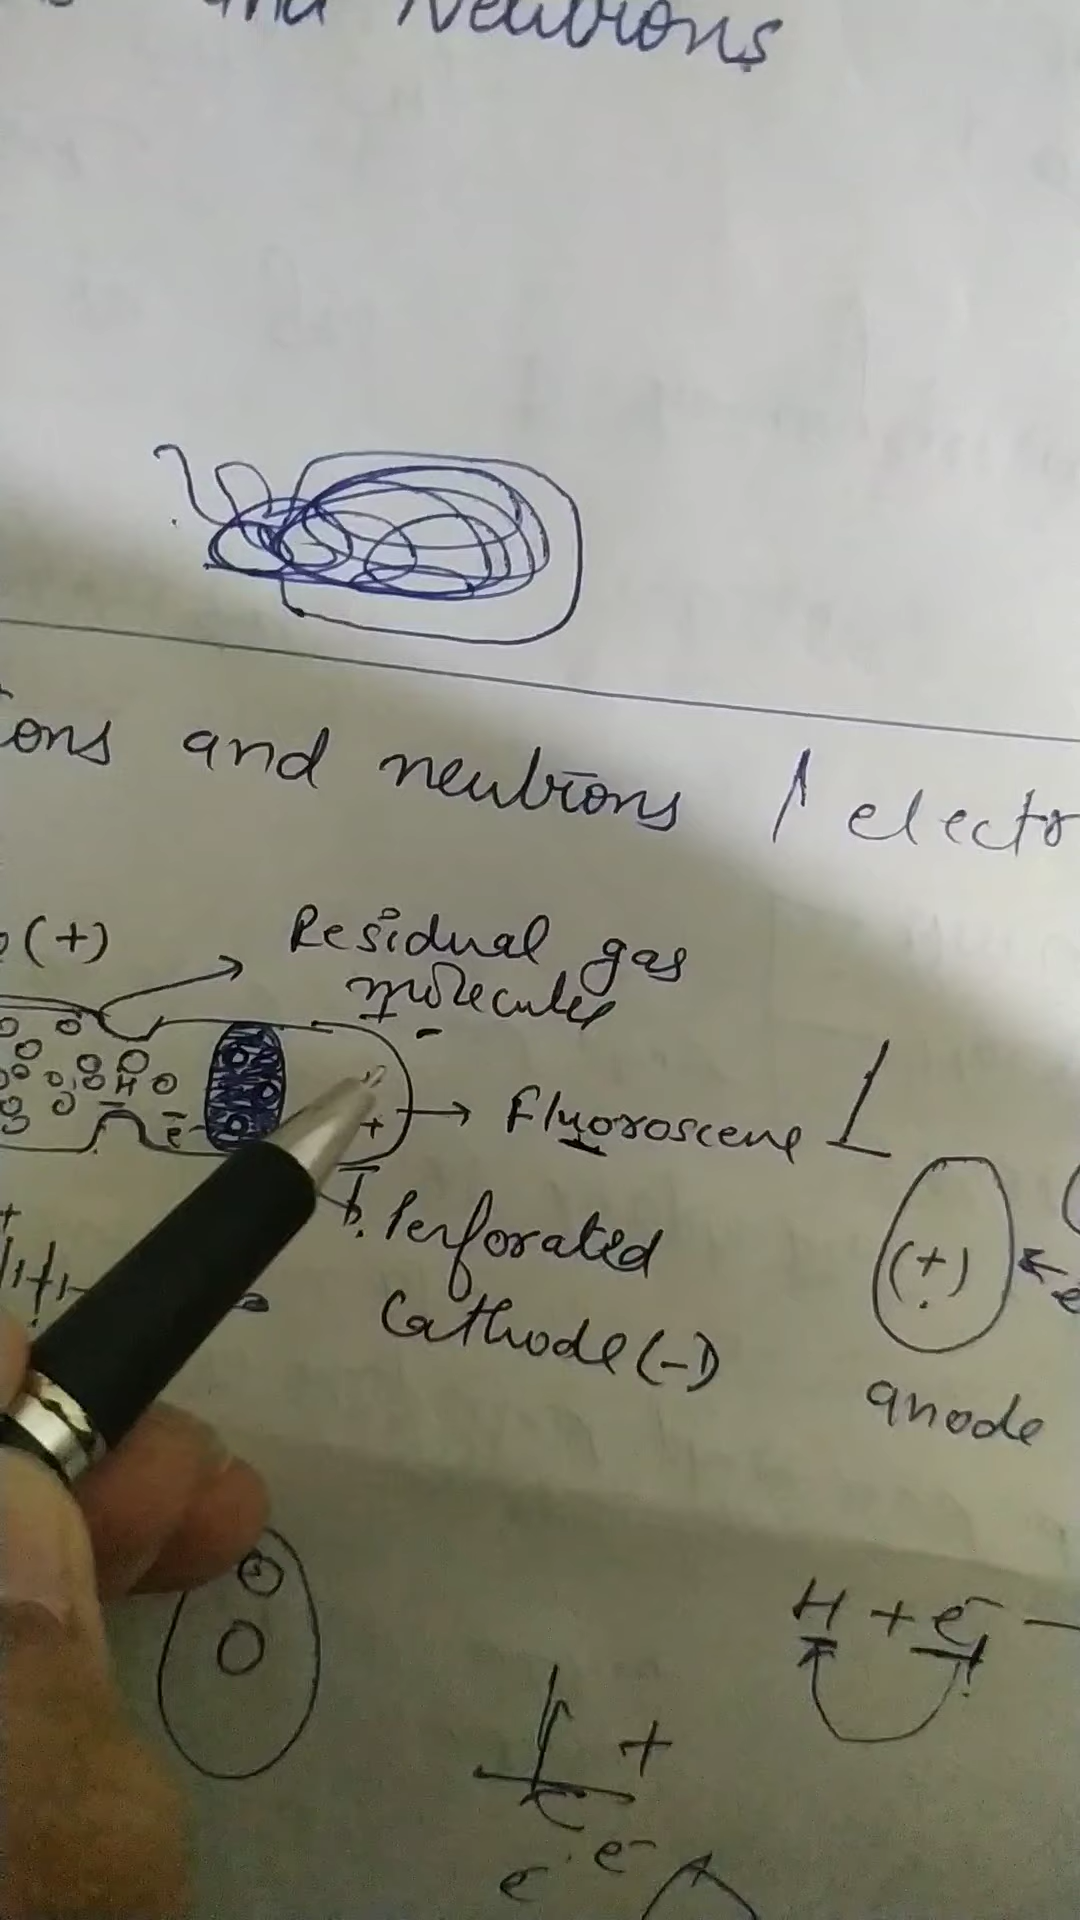 and Neutrons
ons and neutrons / electro
(+)
Residual gas
molecules
H
e-
+
Fluoroscene
Perforated
Cathode (-)
(+)
anode
H + e-
+
e- e-